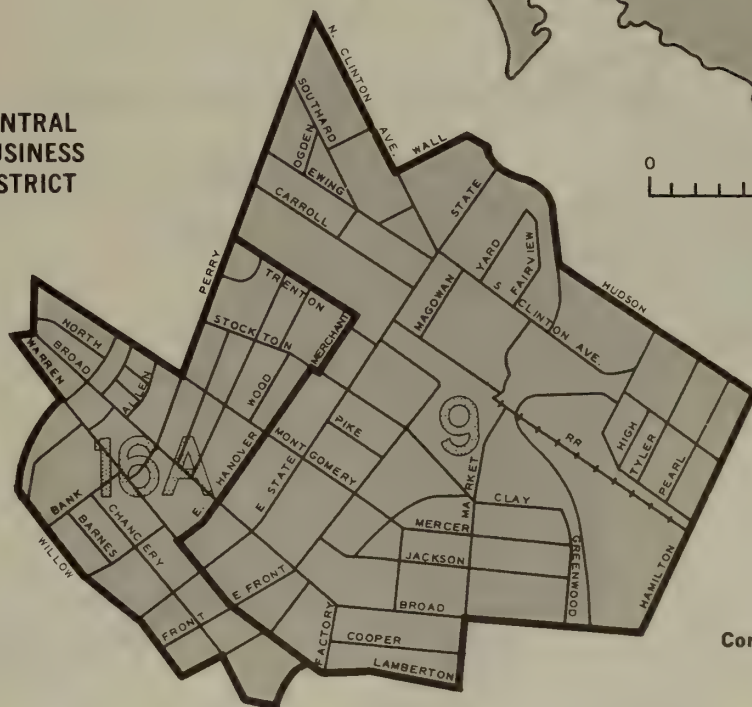 NTRAL
USINESS
STRICT
0
N. CLINTON AVE.
WALL
SOUTHARD
OGDEN
EWING
CARROLL
STATE
YARD
FAIRVIEW
S CLINTON AVE.
HUDSON
PERRY
TRENTON
MERCHANT
STOCKTON
MAGOWAN
NORTH
BROAD
WARREN
ALLEN
WOOD
PIKE
9
HIGH
TYLER
PEARL
RR
16A
E. HANOVER
E STATE
MONTGOMERY
MARKET
CLAY
BANK
BARNES
CHANCERY
WILLOW
MERCER
JACKSON
GREENWOOD
HAMILTON
E FRONT
FRONT
BROAD
FACTORY
COOPER
LAMBERTON
Cor